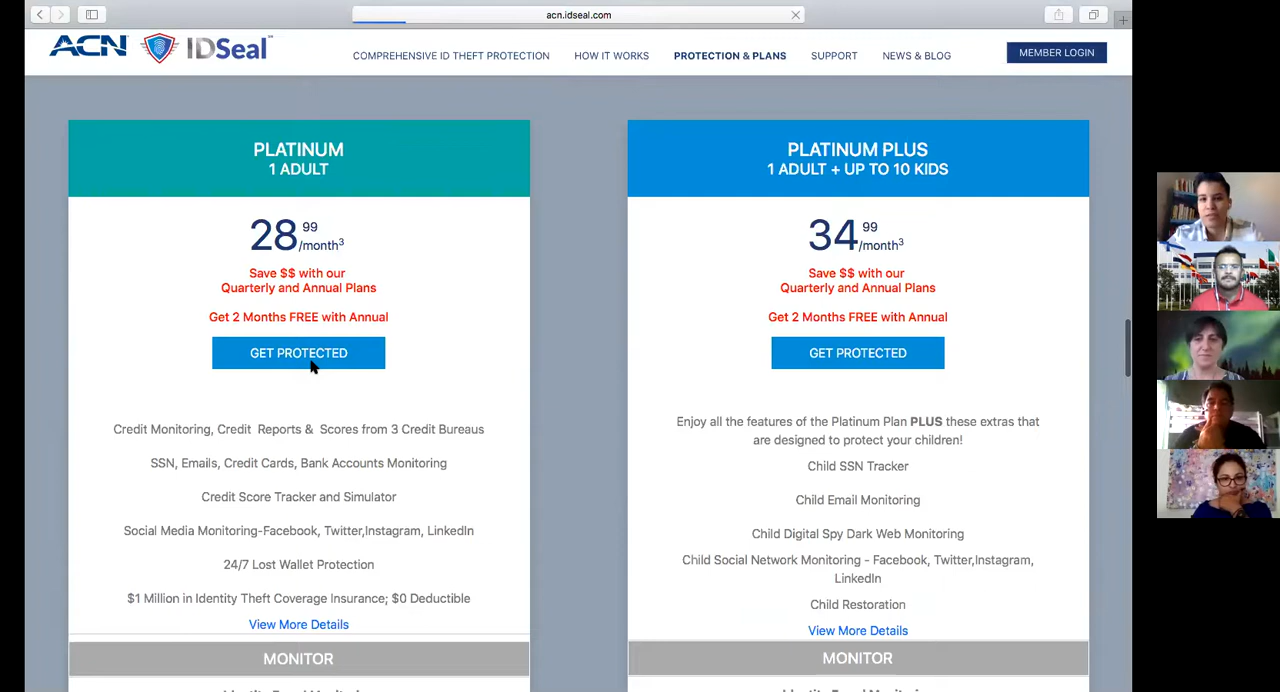 acn.idseal.com
ACN IDSeal
COMPREHENSIVE ID THEFT PROTECTION HOW IT WORKS PROTECTION & PLANS SUPPORT NEWS & BLOG MEMBER LOGIN
PLATINUM
1 ADULT
28 99 /month3
Save $$ with our
Quarterly and Annual Plans
Get 2 Months FREE with Annual
GET PROTECTED
Credit Monitoring, Credit Reports & Scores from 3 Credit Bureaus
SSN, Emails, Credit Cards, Bank Accounts Monitoring
Credit Score Tracker and Simulator
Social Media Monitoring-Facebook, Twitter,Instagram, LinkedIn
24/7 Lost Wallet Protection
$1 Million in Identity Theft Coverage Insurance; $0 Deductible
View More Details
MONITOR
PLATINUM PLUS
1 ADULT + UP TO 10 KIDS
34 99 /month3
Save $$ with our
Quarterly and Annual Plans
Get 2 Months FREE with Annual
GET PROTECTED
Enjoy all the features of the Platinum Plan PLUS these extras that
are designed to protect your children!
Child SSN Tracker
Child Email Monitoring
Child Digital Spy Dark Web Monitoring
Child Social Network Monitoring - Facebook, Twitter,Instagram,
LinkedIn
Child Restoration
View More Details
MONITOR